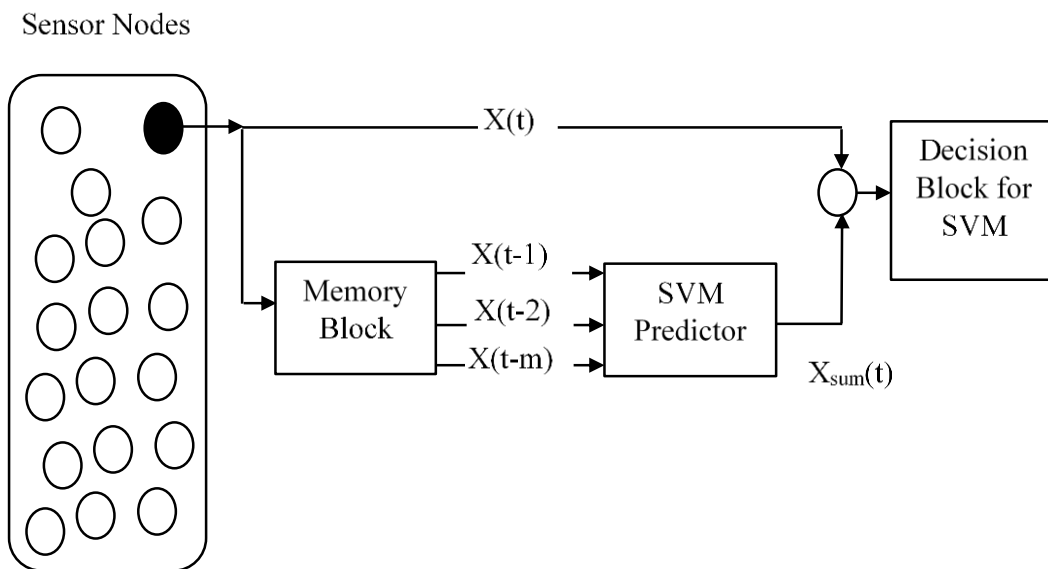 Sensor Nodes
X(t)
Decision
Block for
SVM
Memory
Block
X(t-1)
X(t-2)
X(t-m)
SVM
Predictor
Xsum(t)